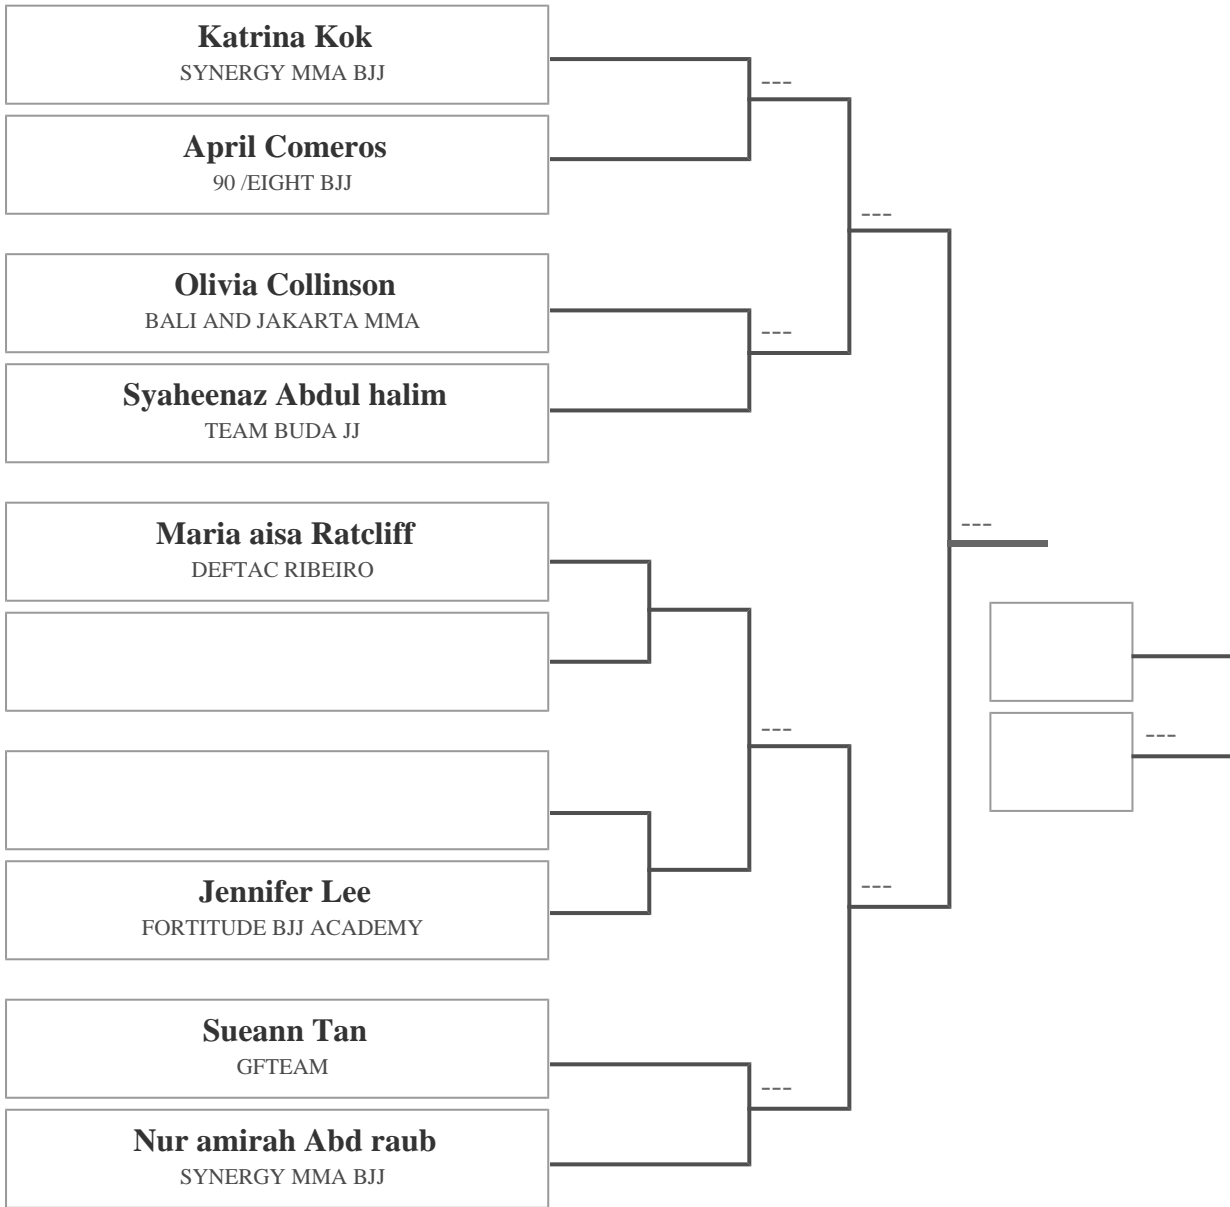 Katrina Kok
SYNERGY MMA BJJ
---
April Comeros
90 /EIGHT BJJ
---
Olivia Collinson
BALI AND JAKARTA MMA
---
Syaheenaz Abdul halim
TEAM BUDA JJ
Maria aisa Ratcliff
DEFTAC RIBEIRO
---
---
---
Jennifer Lee
FORTITUDE BJJ ACADEMY
---
Sueann Tan
GFTEAM
---
Nur amirah Abd raub
SYNERGY MMA BJJ